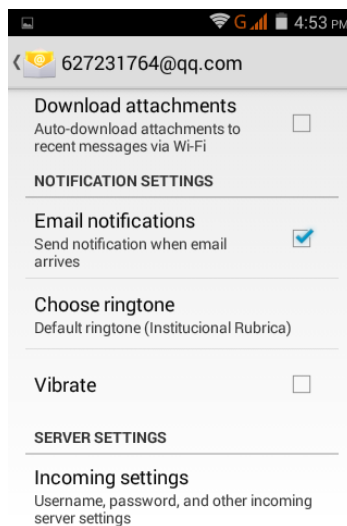 G 4:53 PM
627231764@qq.com
Download attachments
Auto-download attachments to
recent messages via Wi-Fi
NOTIFICATION SETTINGS
Email notifications
Send notification when email
arrives
Choose ringtone
Default ringtone (Institucional Rubrica)
Vibrate
SERVER SETTINGS
Incoming settings
Username, password, and other incoming
server settings